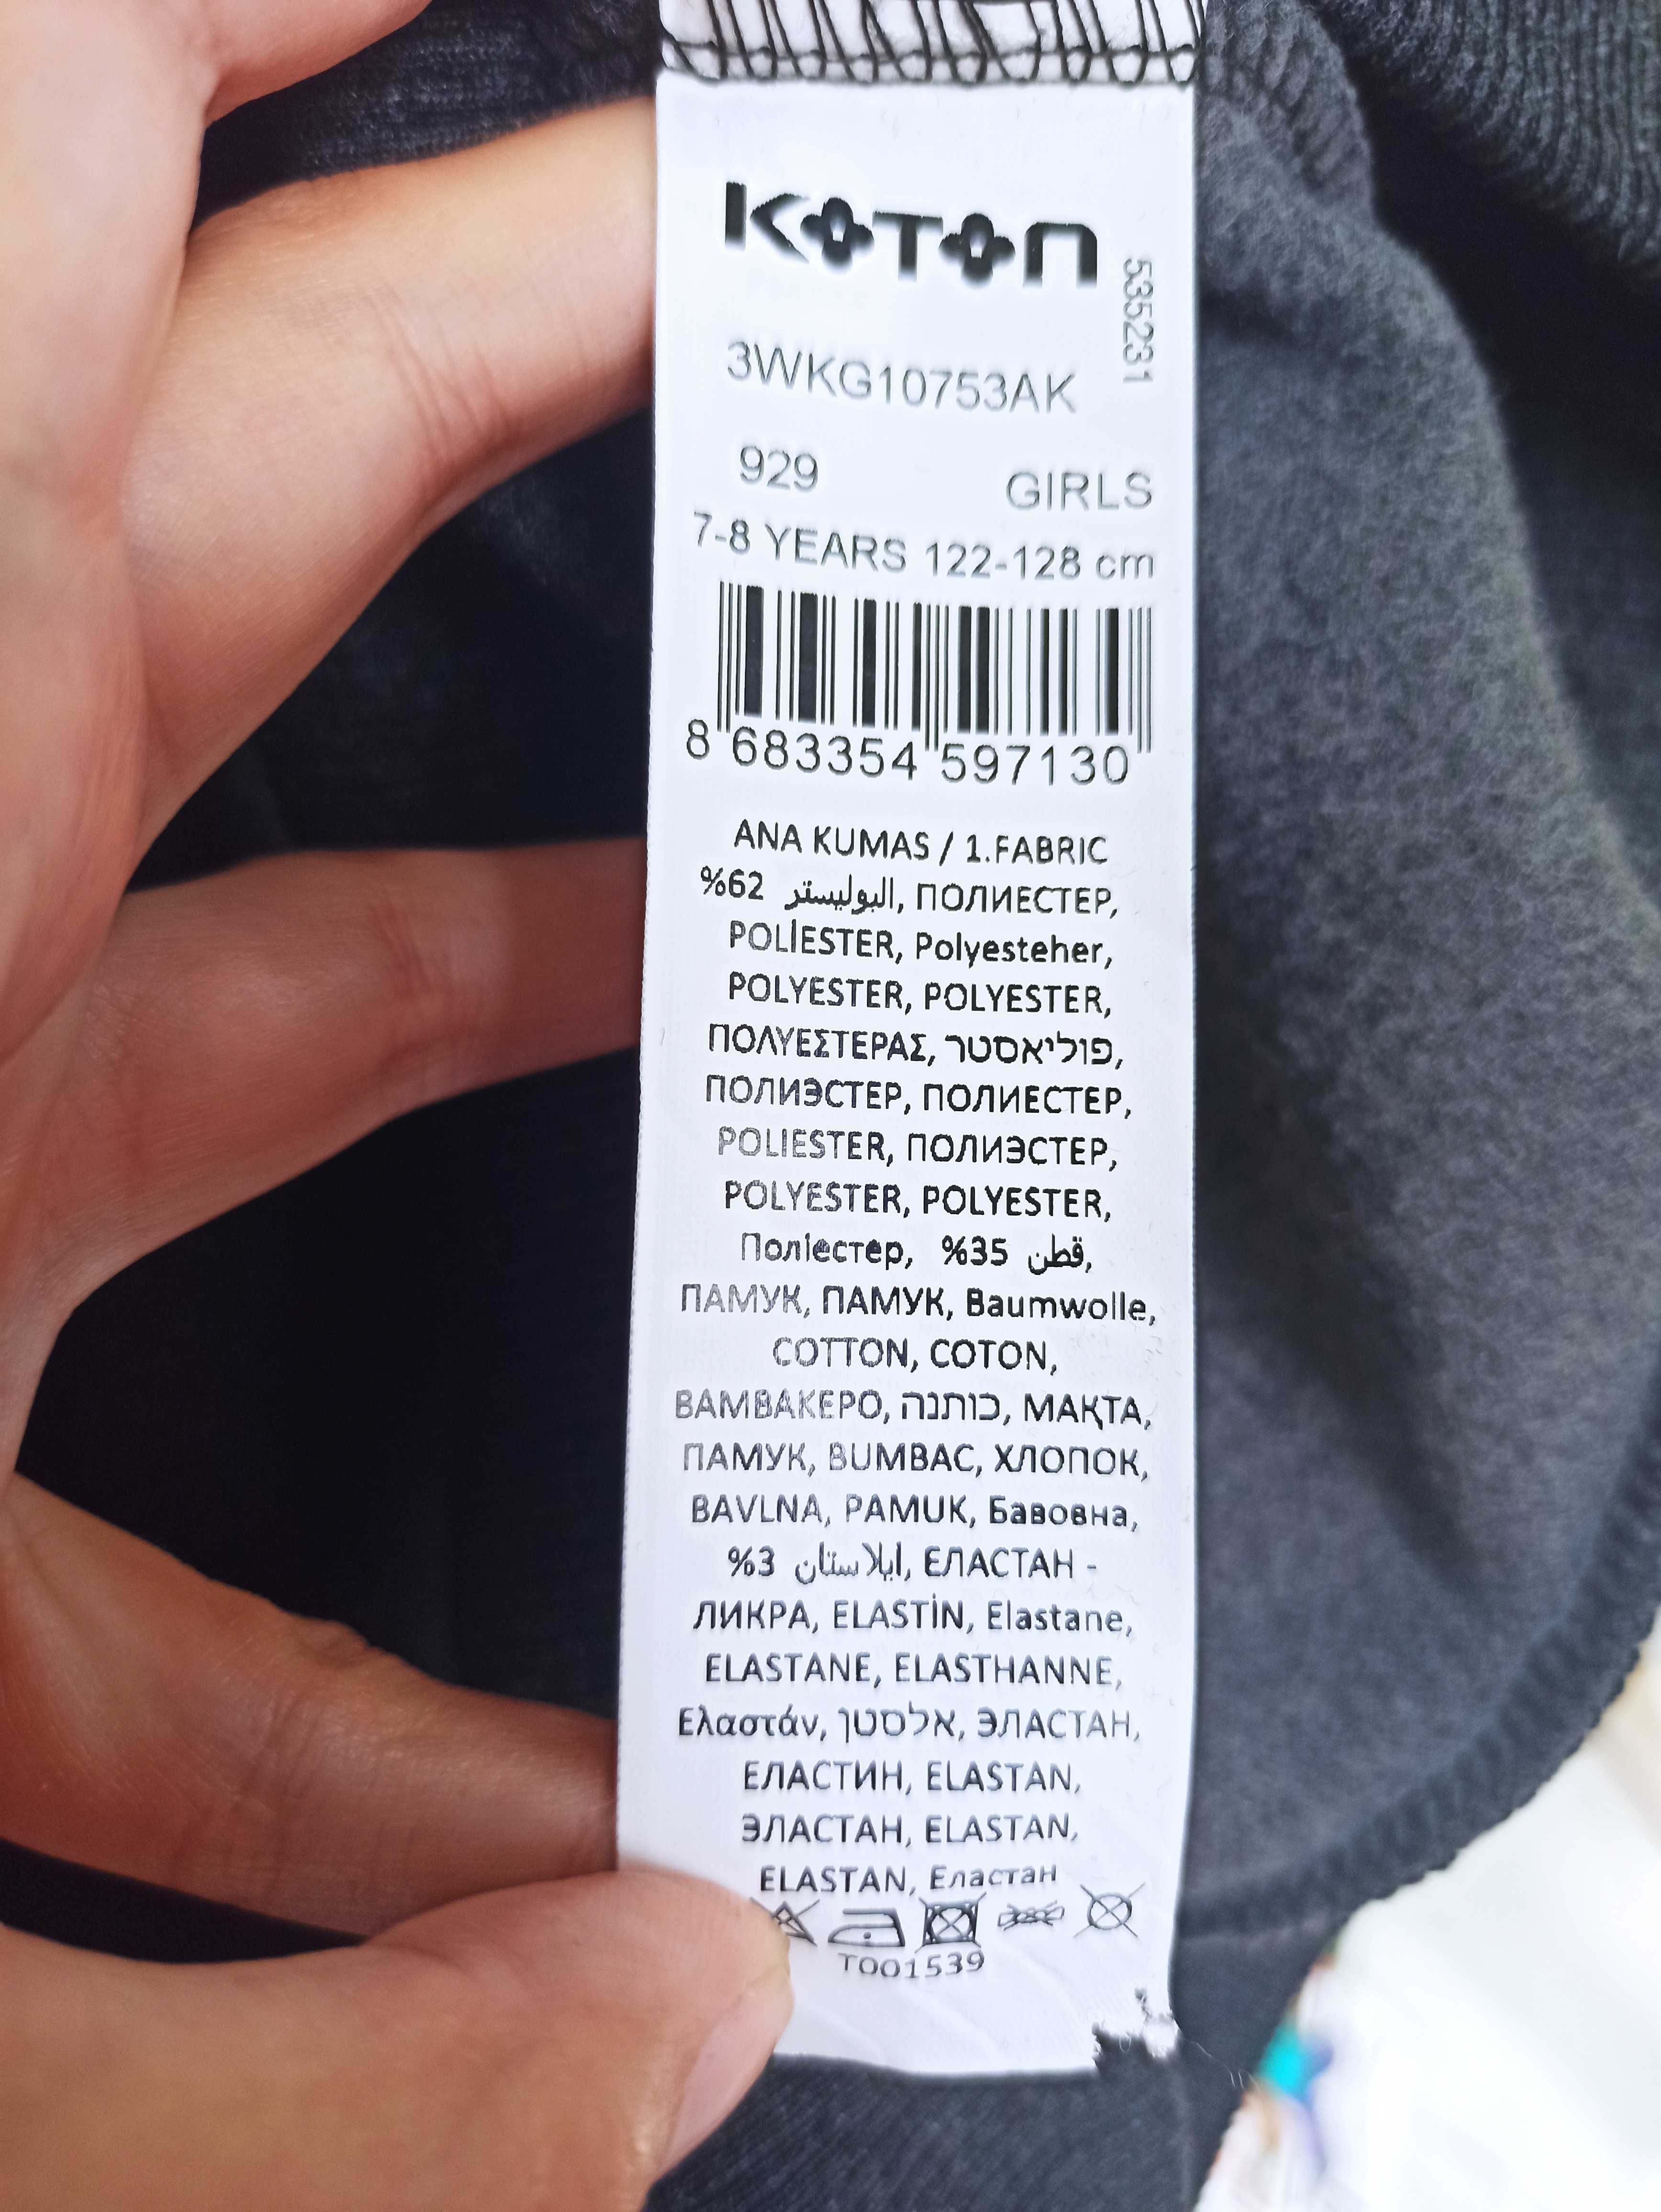 KOTON
535231
3WKG10753AK
929 GIRLS
7-8 YEARS 122-128 cm
8 683354 597130
ANA KUMAS / 1.FABRIC
%62 البوليستر, ПОЛИЕСТЕР,
POLİESTER, Polyesteher,
POLYESTER, POLYESTER,
ΠΟΛΥΕΣΤΕΡΑΣ, פוליאסטר,
ПОЛИЭСТЕР, ПОЛИЕСТЕР,
POLIESTER, ПОЛИЭСТЕР,
POLYESTER, POLYESTER,
Поліестер, %35 قطن,
ПАМУК, ПАМУК, Baumwolle,
COTTON, COTON,
ΒΑΜΒΑΚΕΡΟ, כותנה, МАҚТА,
ПАМУК, BUMBAC, ХЛОПОК,
BAVLNA, PAMUK, Бавовна,
%3 ايلاستان, ЕЛАСТАН -
ЛИКРА, ELASTİN, Elastane,
ELASTANE, ELASTHANNE,
Ελαστάν, אלסטן, ЭЛАСТАН,
ЕЛАСТИН, ELASTAN,
ЭЛАСТАН, ELASTAN,
ELASTAN, Еластан
T001539